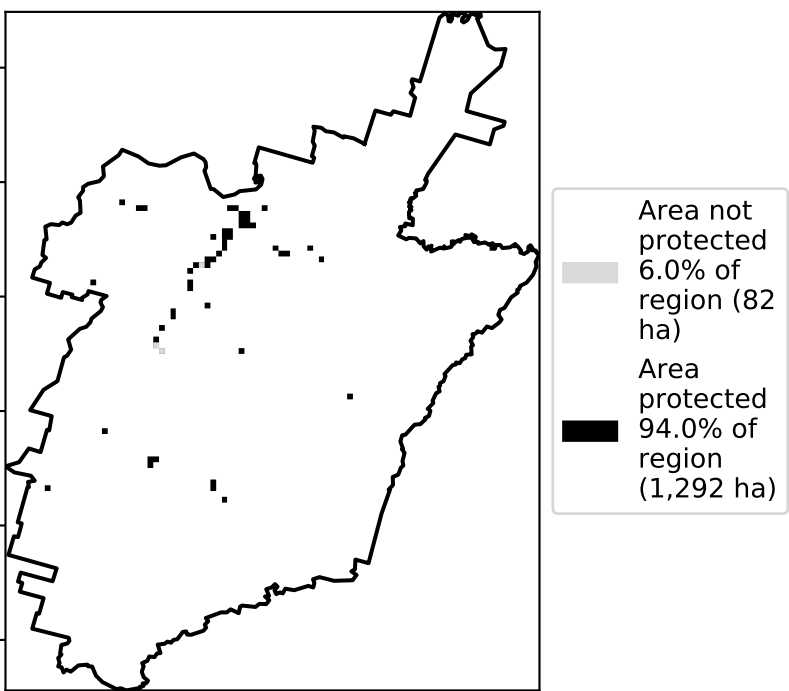 Area not
protected
6.0% of
region (82
ha)
Area
protected
94.0% of
region
(1,292 ha)